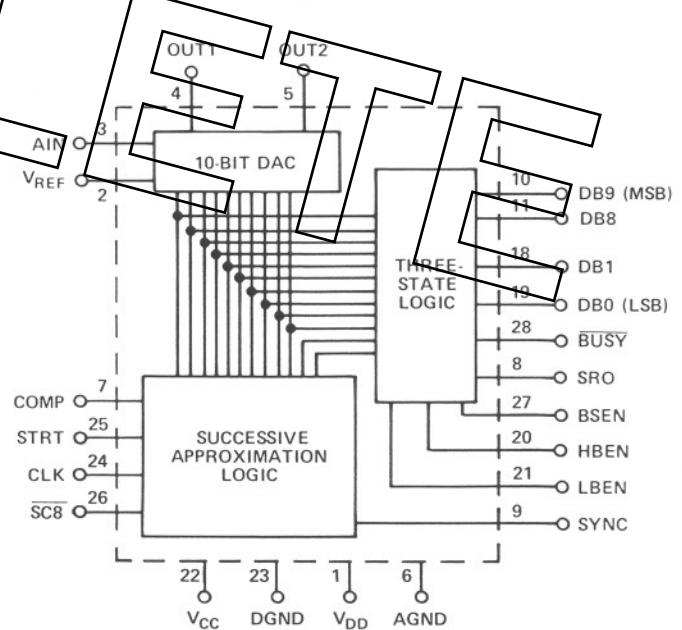 OUT1 OUT2
4 5
AIN 3
10-BIT DAC
VREF 2
10 DB9 (MSB)
11 DB8
18 DB1
THREE-
STATE
LOGIC
19 DB0 (LSB)
28 BUSY
8 SRO
COMP 7
27 BSEN
STRT 25
SUCCESSIVE
APPROXIMATION
LOGIC
20 HBEN
CLK 24
21 LBEN
SC8 26
9 SYNC
22 23 1 6
VCC DGND VDD AGND
ETE